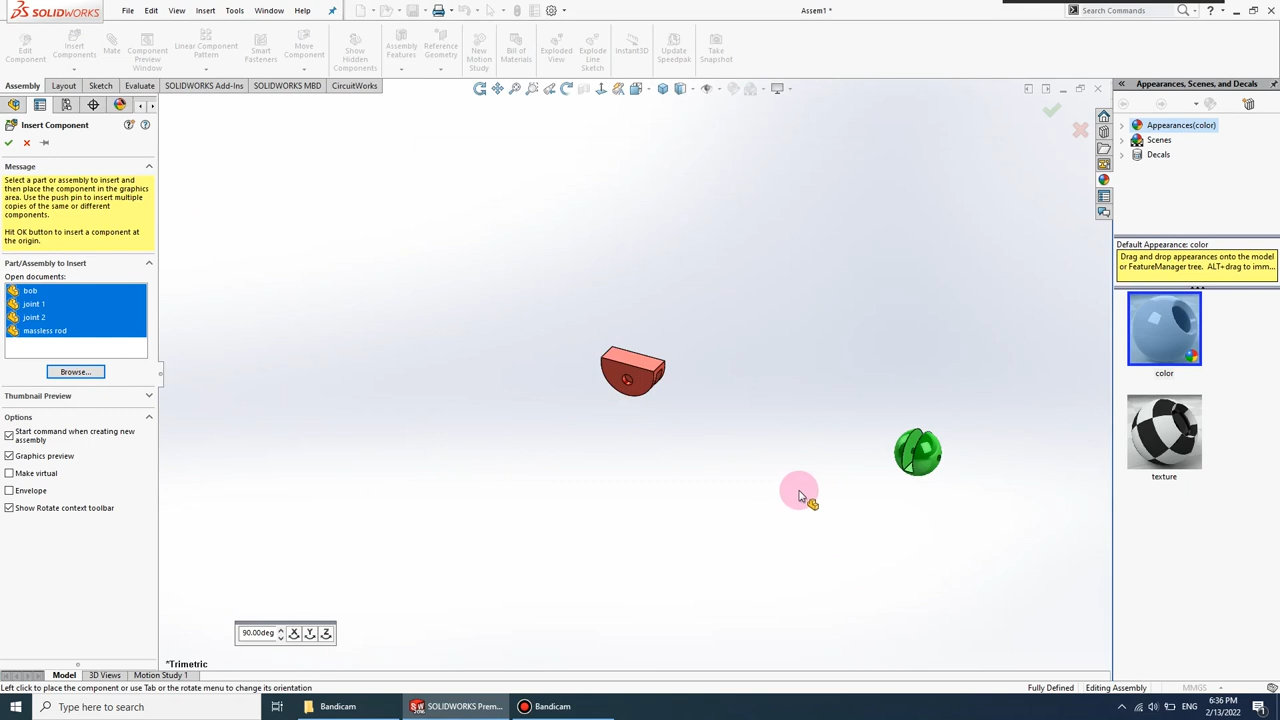 SOLIDWORKS
File Edit View Insert Tools Window Help
Assem1 *
Search Commands
Edit Component
Insert Components
Mate
Component Preview Window
Linear Component Pattern
Smart Fasteners
Move Component
Show Hidden Components
Assembly Features
Reference Geometry
New Motion Study
Bill of Materials
Exploded View
Explode Line Sketch
Instant3D
Update Speedpak
Take Snapshot
Assembly Layout Sketch Evaluate SOLIDWORKS Add-Ins SOLIDWORKS MBD CircuitWorks
Insert Component
Message
Select a part or assembly to insert and
then place the component in the graphics
area. Use the push pin to insert multiple
copies of the same or different
components.
Hit OK button to insert a component at
the origin.
Part/Assembly to Insert
Open documents:
bob
joint 1
joint 2
massless rod
Browse...
Thumbnail Preview
Options
Start command when creating new
assembly
Graphics preview
Make virtual
Envelope
Show Rotate context toolbar
90.00deg X Y Z
*Trimetric
Appearances, Scenes, and Decals
Appearances(color)
Scenes
Decals
Default Appearance: color
Drag and drop appearances onto the model
or FeatureManager tree. ALT+drag to imm...
color
texture
Model 3D Views Motion Study 1
Left click to place the component or use Tab or the rotate menu to change its orientation
Fully Defined Editing Assembly MMGS
Type here to search
Bandicam
SOLIDWORKS Prem...
Bandicam
ENG
6:36 PM
2/13/2022